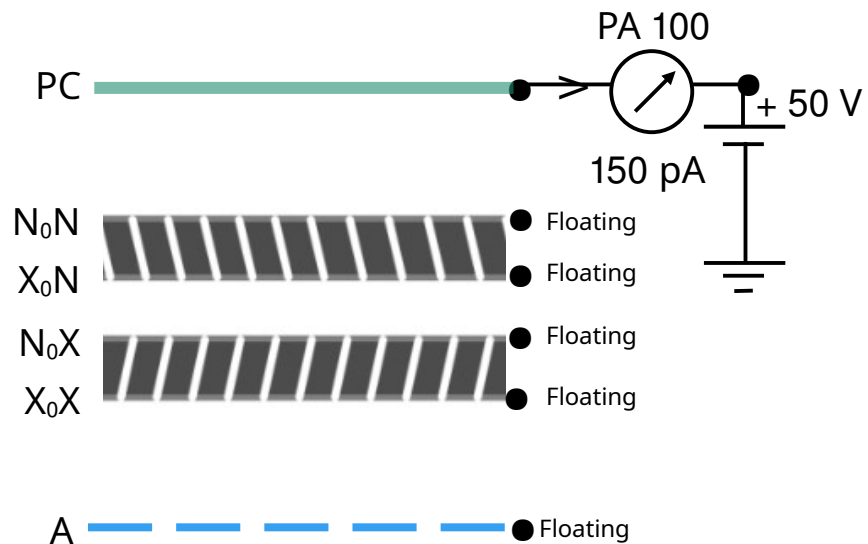 PA 100
PC
+ 50 V
150 pA
N₀N Floating
X₀N Floating
N₀X Floating
X₀X Floating
A Floating